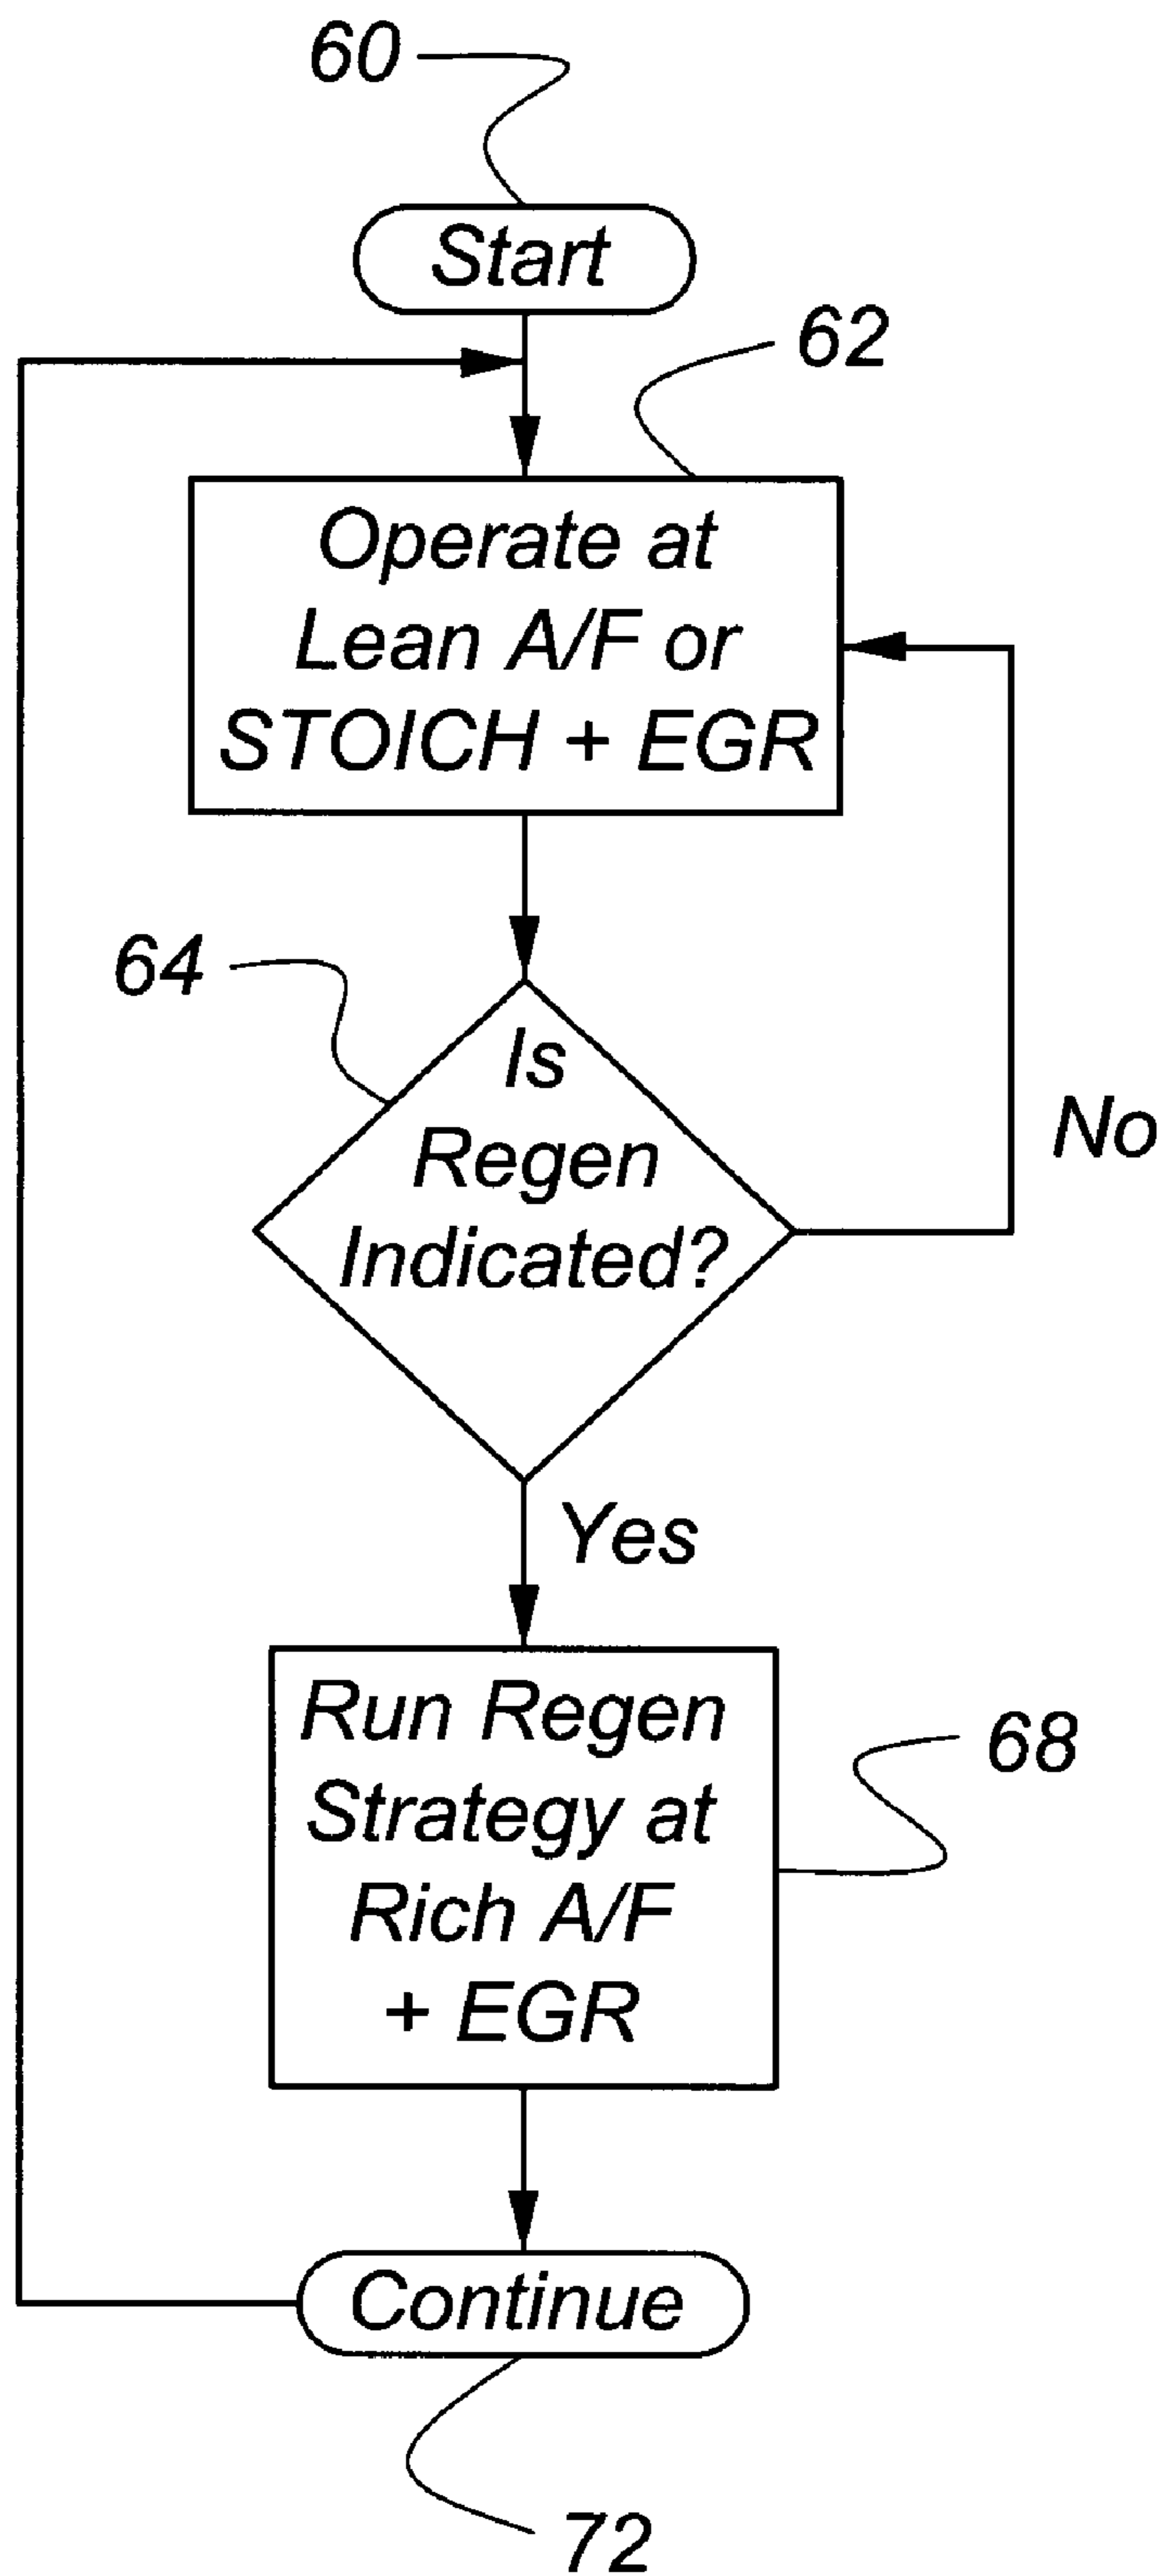 60
Start
62
Operate at
Lean A/F or
STOICH + EGR
64
Is
Regen
Indicated?
No
Yes
Run Regen
Strategy at
Rich A/F
+ EGR
68
Continue
72